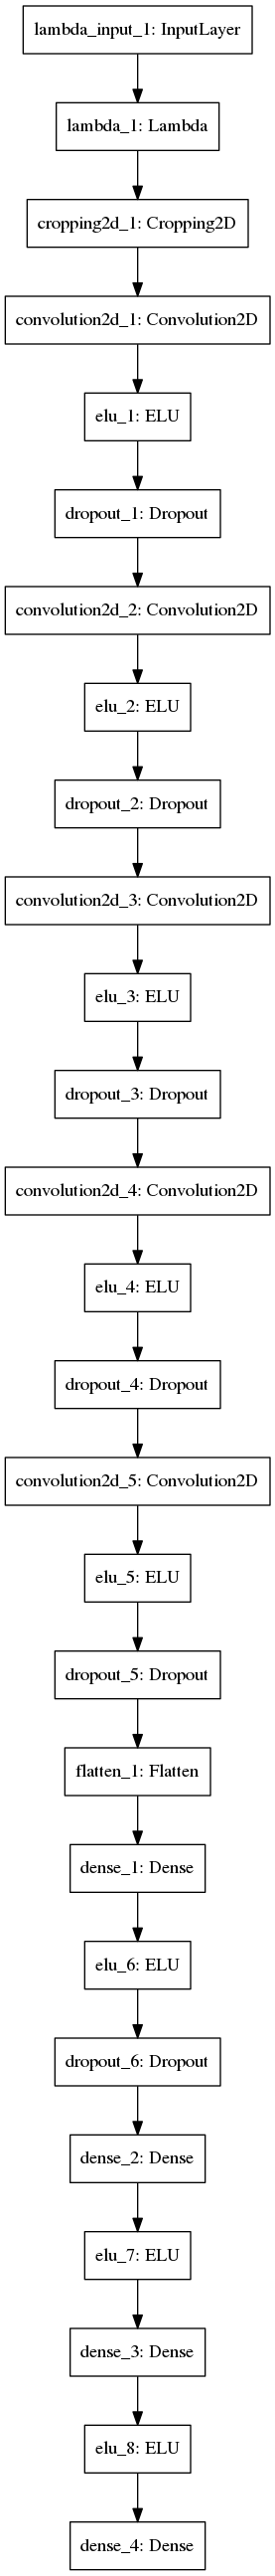 lambda_input_1: InputLayer
lambda_1: Lambda
cropping2d_1: Cropping2D
convolution2d_1: Convolution2D
elu_1: ELU
dropout_1: Dropout
convolution2d_2: Convolution2D
elu_2: ELU
dropout_2: Dropout
convolution2d_3: Convolution2D
elu_3: ELU
dropout_3: Dropout
convolution2d_4: Convolution2D
elu_4: ELU
dropout_4: Dropout
convolution2d_5: Convolution2D
elu_5: ELU
dropout_5: Dropout
flatten_1: Flatten
dense_1: Dense
elu_6: ELU
dropout_6: Dropout
dense_2: Dense
elu_7: ELU
dense_3: Dense
elu_8: ELU
dense_4: Dense